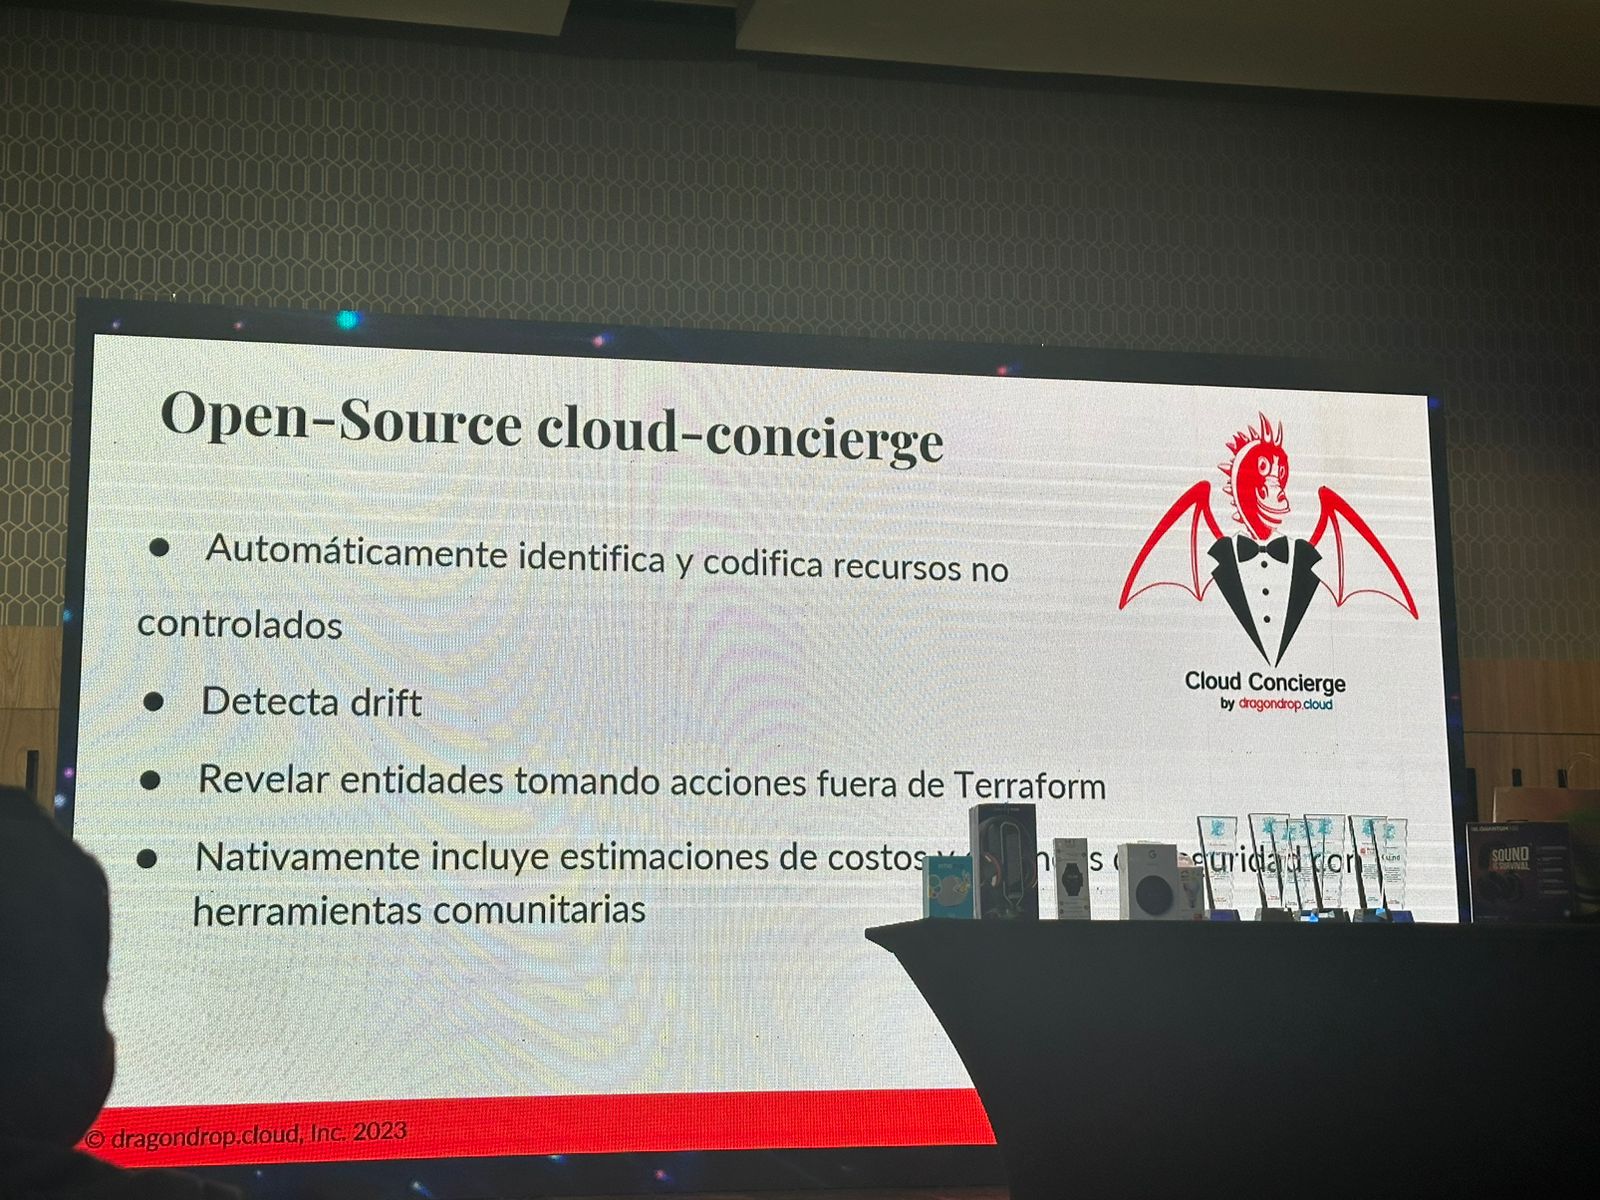 Open-Source cloud-concierge
● Automáticamente identifica y codifica recursos no
controlados
● Detecta drift
● Revelar entidades tomando acciones fuera de Terraform
● Nativamente incluye estimaciones de costos y con
herramientas comunitarias
Cloud Concierge
by dragondrop.cloud
SOUND
IS SURVIVAL
© dragondrop.cloud, Inc. 2023